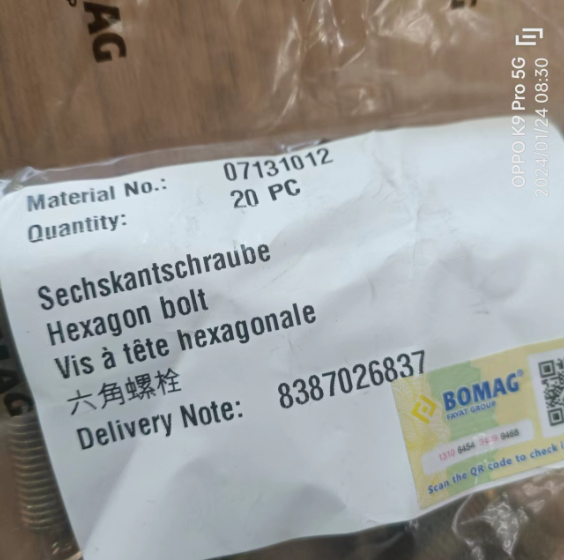 AG
OPPO K9 Pro 5G
2024/01/24 08:30
Material No.: 07131012
Quantity: 20 PC
Sechskantschraube
Hexagon bolt
Vis à tête hexagonale
六角螺栓
Delivery Note: 8387026837
BOMAG®
FAYAT GROUP
Scan the QR code to check